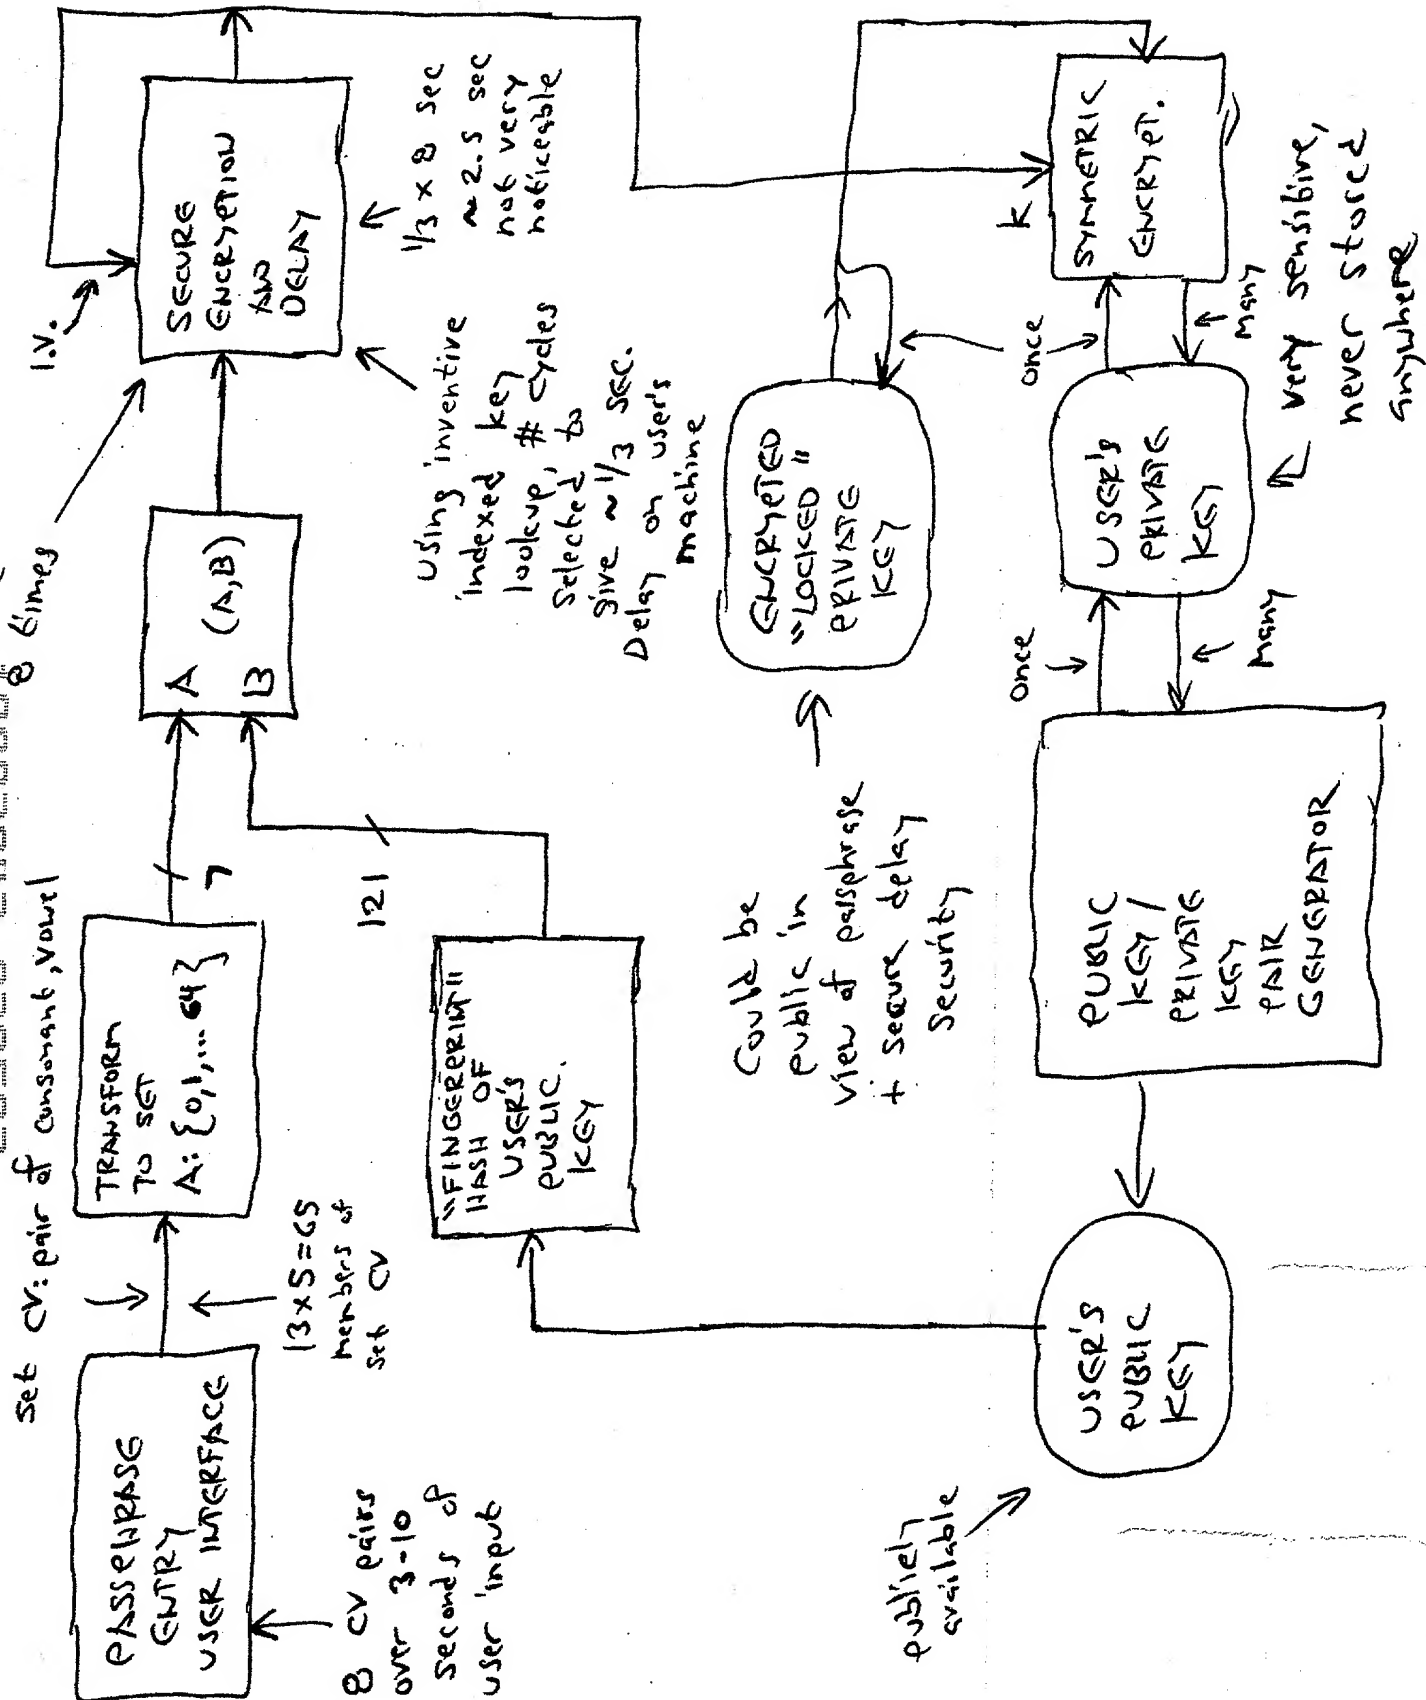 Set CV: pair of consonant, vowel
8 times
I.V.
PASSPHRASE
ENTRY
USER INTERFACE
8 CV pairs
over 3-10
seconds of
user input
13 x 5 = 65
members of
set CV
TRANSFORM
TO SET
A: {0,1,...64}
7
A
B
(A,B)
SECURE
ENCRYPTION
AND
DELAY
1/3 x 8 sec
~ 2.5 sec
not very
noticeable
Using inventive
indexed key
lookup, # cycles
selected to
give ~1/3 sec.
Delay on user's
machine
121
"FINGERPRINT"
HASH OF
USER'S
PUBLIC.
KEY
ENCRYPTED
"LOCKED"
PRIVATE
KEY
Could be
public in
view of passphrase
+ secure delay
security
K
SYMMETRIC
ENCRYPT.
once
many
USER'S
PRIVATE
KEY
very sensitive,
never stored
anywhere
once
many
PUBLIC
KEY/
PRIVATE
KEY
PAIR
GENERATOR
USER'S
PUBLIC
KEY
publicly
available